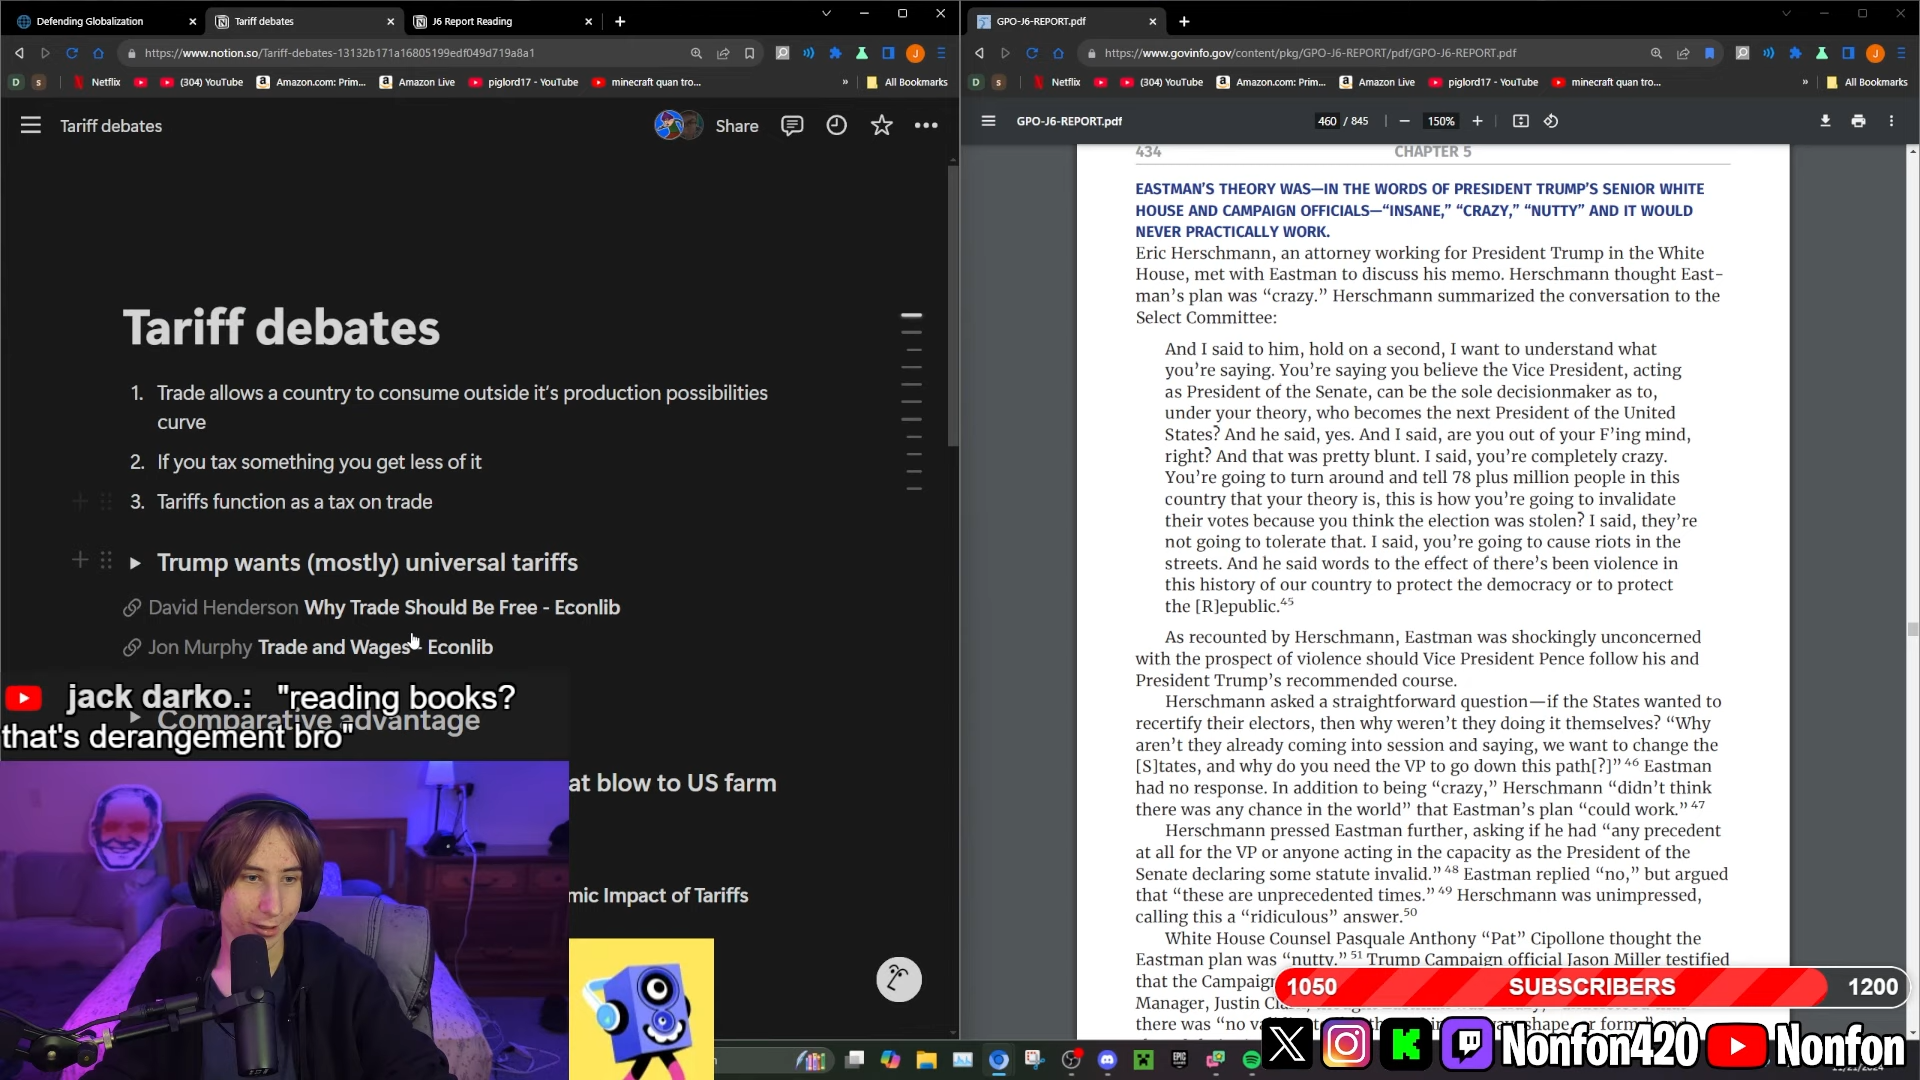 Defending Globalization
Tariff debates
J6 Report Reading
https://www.notion.so/Tariff-debates-13132b171a16805199edf049d719a8a1
Netflix
(304) YouTube
Amazon.com: Prim...
Amazon Live
piglord17 - YouTube
minecraft quan tro...
All Bookmarks
Tariff debates
Share
Tariff debates
1. Trade allows a country to consume outside it's production possibilities
curve
2. If you tax something you get less of it
3. Tariffs function as a tax on trade
Trump wants (mostly) universal tariffs
David Henderson Why Trade Should Be Free - Econlib
Jon Murphy Trade and Wages - Econlib
Comparative advantage
jack darko.: "reading books?
that's derangement bro"
at blow to US farm
mic Impact of Tariffs
GPO-J6-REPORT.pdf
https://www.govinfo.gov/content/pkg/GPO-J6-REPORT/pdf/GPO-J6-REPORT.pdf
Netflix
(304) YouTube
Amazon.com: Prim...
Amazon Live
piglord17 - YouTube
minecraft quan tro...
All Bookmarks
GPO-J6-REPORT.pdf
460 / 845
150%
434 CHAPTER 5
EASTMAN'S THEORY WAS—IN THE WORDS OF PRESIDENT TRUMP'S SENIOR WHITE
HOUSE AND CAMPAIGN OFFICIALS—“INSANE,” “CRAZY,” “NUTTY” AND IT WOULD
NEVER PRACTICALLY WORK.
Eric Herschmann, an attorney working for President Trump in the White
House, met with Eastman to discuss his memo. Herschmann thought East-
man’s plan was “crazy.” Herschmann summarized the conversation to the
Select Committee:
And I said to him, hold on a second, I want to understand what
you’re saying. You’re saying you believe the Vice President, acting
as President of the Senate, can be the sole decisionmaker as to,
under your theory, who becomes the next President of the United
States? And he said, yes. And I said, are you out of your F’ing mind,
right? And that was pretty blunt. I said, you’re completely crazy.
You’re going to turn around and tell 78 plus million people in this
country that your theory is, this is how you’re going to invalidate
their votes because you think the election was stolen? I said, they’re
not going to tolerate that. I said, you’re going to cause riots in the
streets. And he said words to the effect of there’s been violence in
this history of our country to protect the democracy or to protect
the [R]epublic.45
As recounted by Herschmann, Eastman was shockingly unconcerned
with the prospect of violence should Vice President Pence follow his and
President Trump’s recommended course.
Herschmann asked a straightforward question—if the States wanted to
recertify their electors, then why weren’t they doing it themselves? “Why
aren’t they already coming into session and saying, we want to change the
[S]tates, and why do you need the VP to go down this path[?]” 46 Eastman
had no response. In addition to being “crazy,” Herschmann “didn’t think
there was any chance in the world” that Eastman’s plan “could work.” 47
Herschmann pressed Eastman further, asking if he had “any precedent
at all for the VP or anyone acting in the capacity as the President of the
Senate declaring some statute invalid.” 48 Eastman replied “no,” but argued
that “these are unprecedented times.” 49 Herschmann was unimpressed,
calling this a “ridiculous” answer.50
White House Counsel Pasquale Anthony “Pat” Cipollone thought the
Eastman plan was “nutty.” 51 Trump Campaign official Jason Miller testified
that the Campaign
Manager, Justin
there was “no
1050 SUBSCRIBERS 1200
Nonfon420
Nonfon